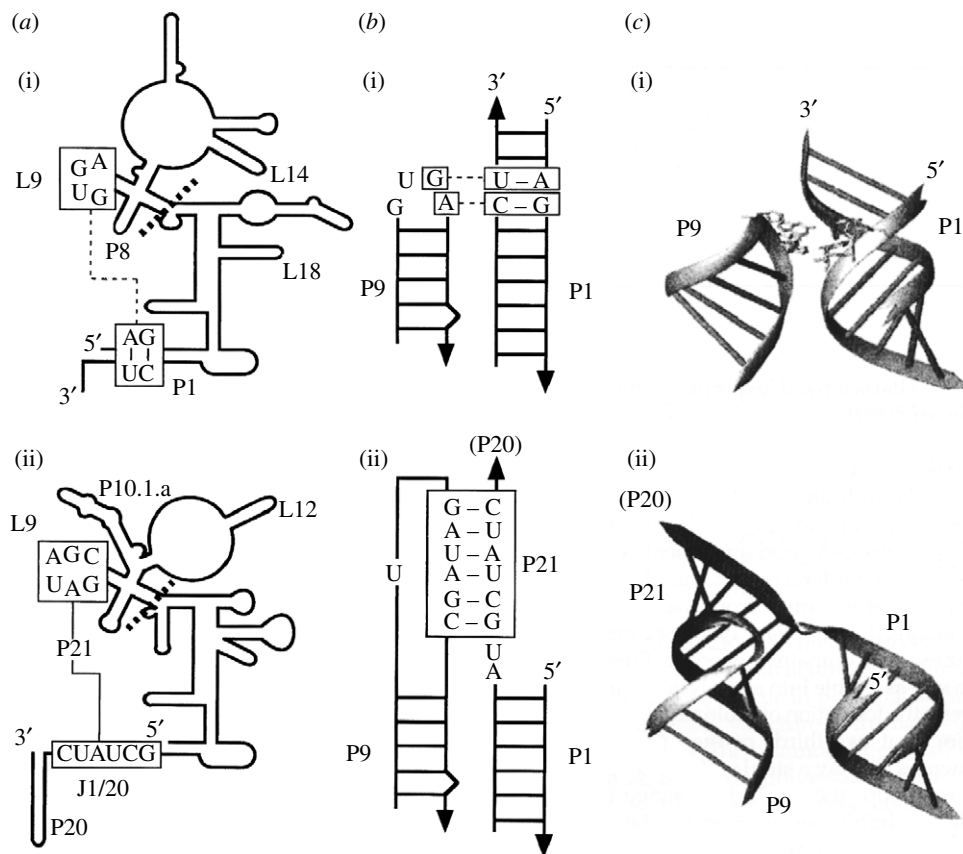 (a)
(b)
(c)
(i)
(i)
(i)
3′
5′
3′
5′
L9
G A
U G
L14
P8
L18
5′
AG
UC
3′
P1
U G U – A
G A C – G
P9
P1
P9
P1
(ii)
(ii)
(ii)
P10.1.a
L12
L9
A G C
U A G
P21
3′
5′
CUAUCG
J1/20
P20
(P20)
G – C
A U
U – A
A U
G C
C – G
U
P21
U
A
5′
P9
P1
(P20)
P21
P1
5′
P9